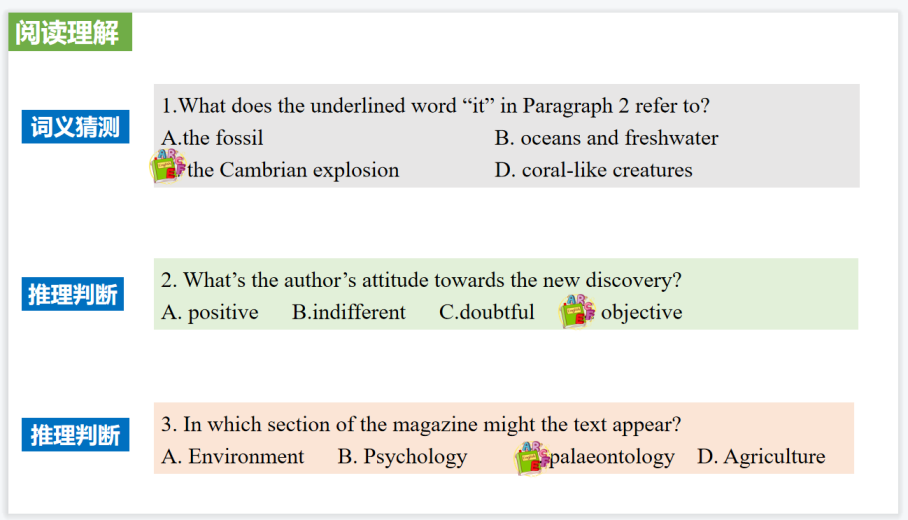 阅读理解
词义猜测
1.What does the underlined word “it” in Paragraph 2 refer to?
A.the fossil B. oceans and freshwater
the Cambrian explosion D. coral-like creatures
推理判断
2. What’s the author’s attitude towards the new discovery?
A. positive B.indifferent C.doubtful objective
推理判断
3. In which section of the magazine might the text appear?
A. Environment B. Psychology palaeontology D. Agriculture